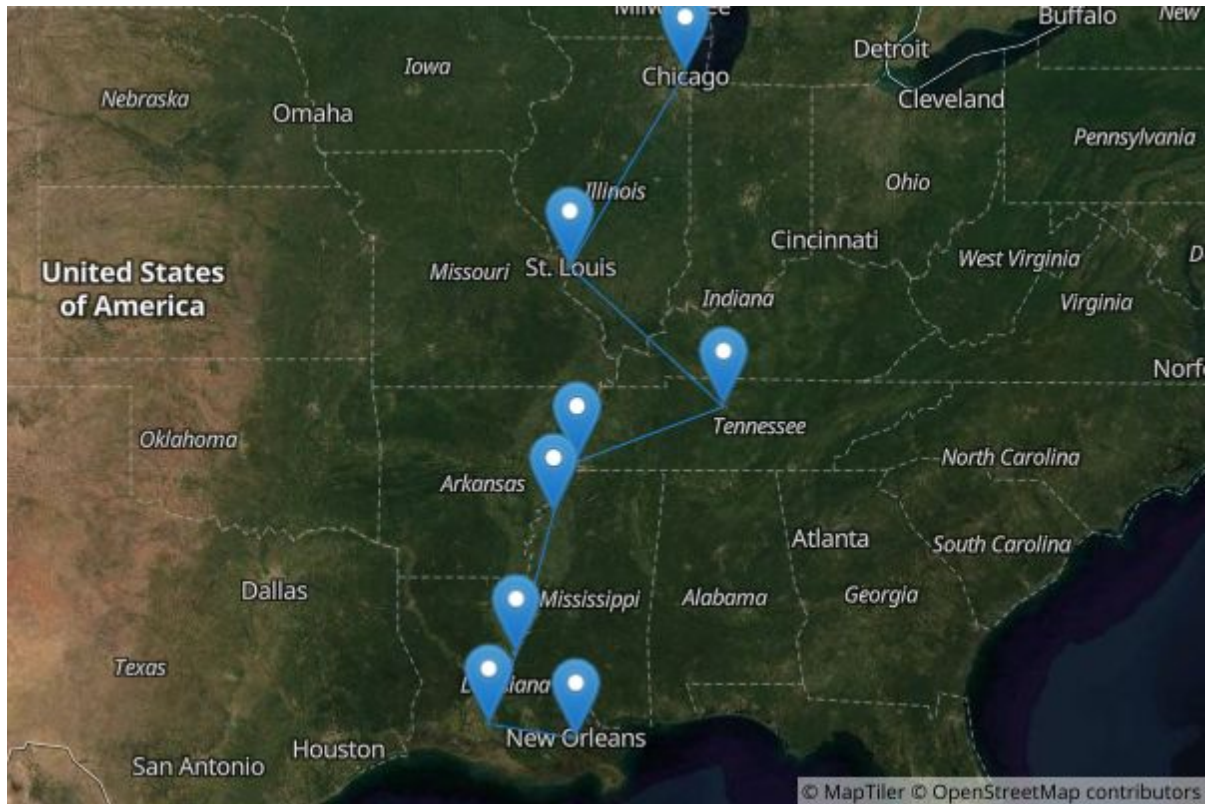 Buffalo
New
Detroit
Iowa
Chicago
Nebraska
Cleveland
Omaha
Pennsylvania
Illinois
Ohio
Cincinnati
West Virginia
United States
of America
Missouri
St. Louis
Indiana
Virginia
Tennessee
Oklahoma
North Carolina
Arkansas
Atlanta
South Carolina
Dallas
Mississippi
Alabama
Georgia
Texas
New Orleans
Houston
San Antonio
© MapTiler © OpenStreetMap contributors